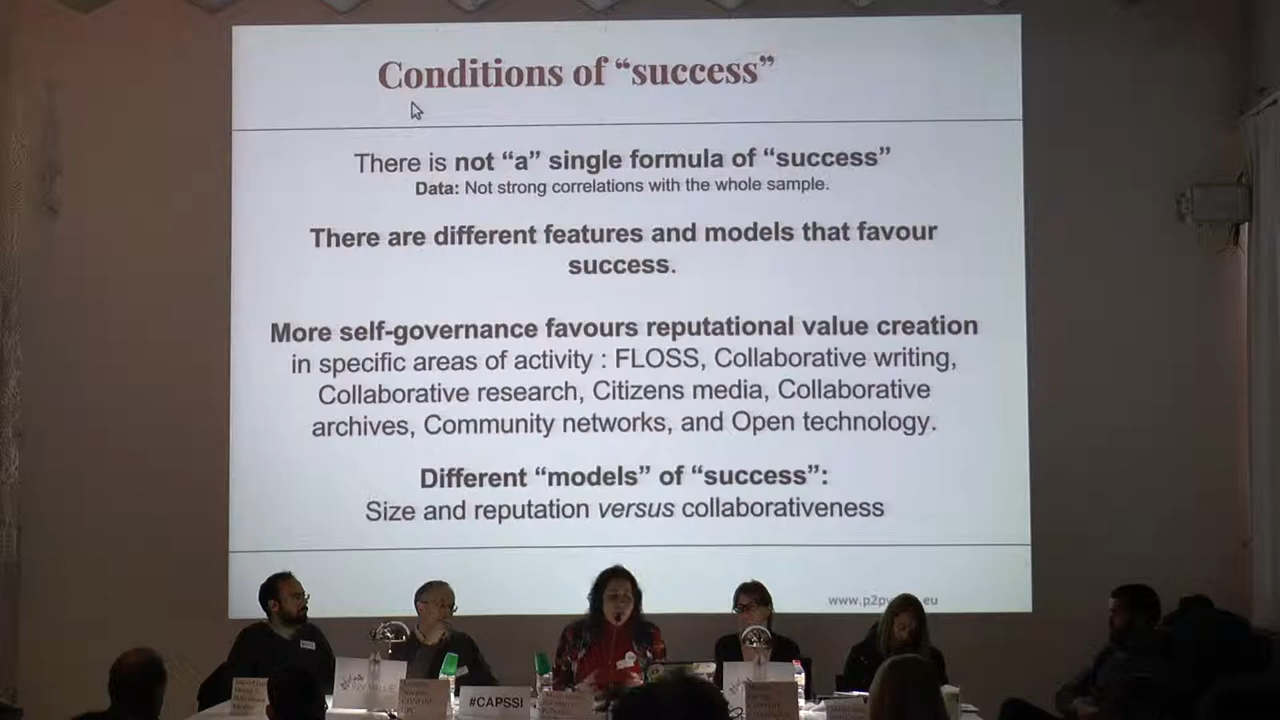 Conditions of “success”
There is not “a” single formula of “success”
Data: Not strong correlations with the whole sample.
There are different features and models that favour
success.
More self-governance favours reputational value creation
in specific areas of activity : FLOSS, Collaborative writing,
Collaborative research, Citizens media, Collaborative
archives, Community networks, and Open technology.
Different “models” of “success”:
Size and reputation versus collaborativeness
#CAPSSI